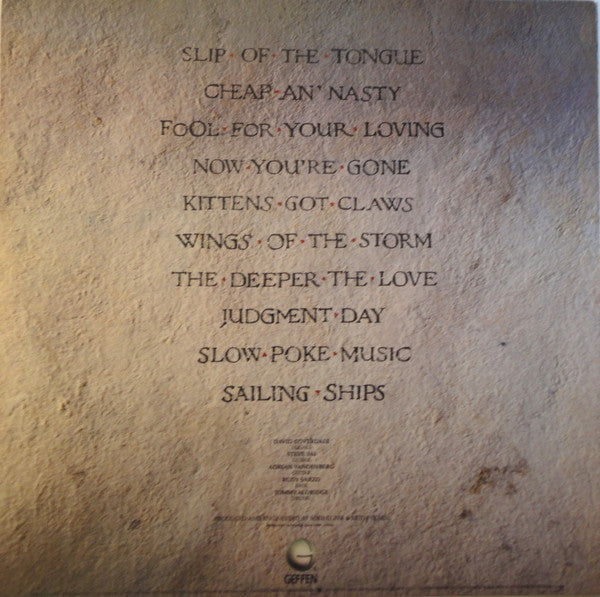 SLIP · OF · THE · TONGUE
CHEAP · AN' NASTY
FOOL · FOR · YOUR · LOVING
NOW · YOU'RE · GONE
KITTENS · GOT · CLAWS
WINGS · OF · THE · STORM
THE · DEEPER · THE · LOVE
JUDGMENT · DAY
SLOW · POKE · MUSIC
SAILING · SHIPS
DAVID COVERDALE
STEVE VAI
ADRIAN VANDENBERG
RUDY SARZO
TOMMY ALDRIDGE
GEFFEN